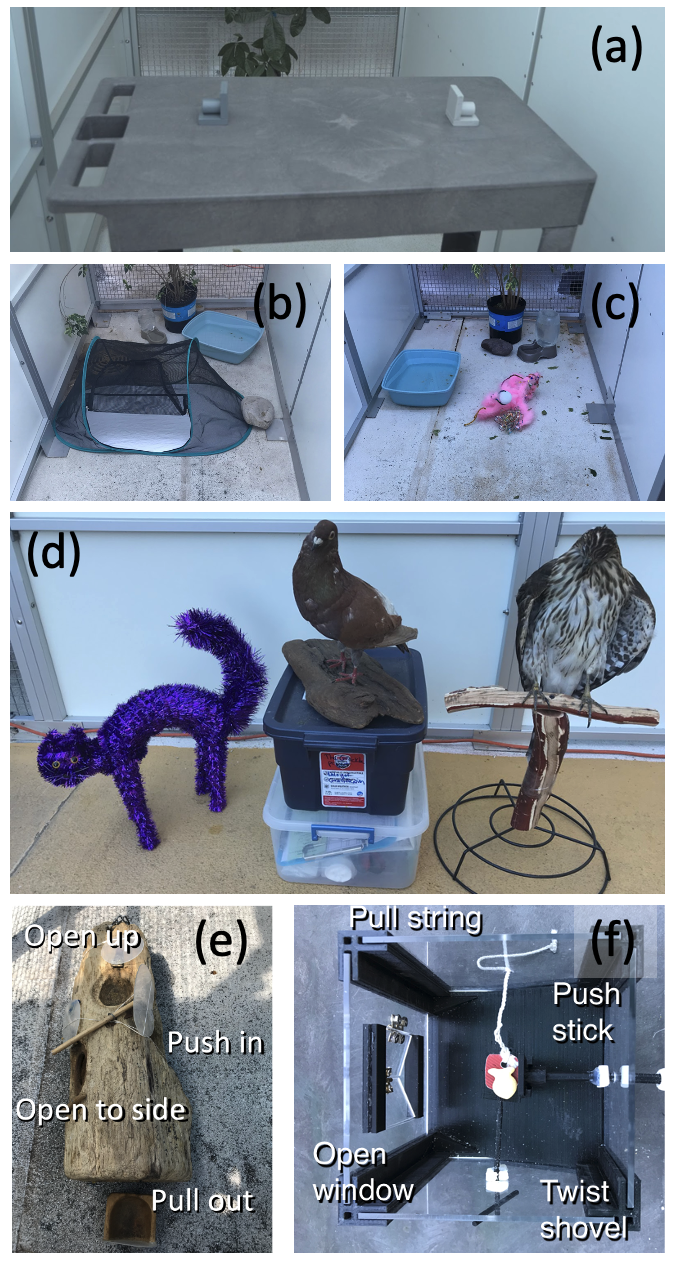 (a)
(b)
(c)
(d)
(e)
Open up
Push in
Open to side
Pull out
(f)
Pull string
Push
stick
Open
window
Twist
shovel